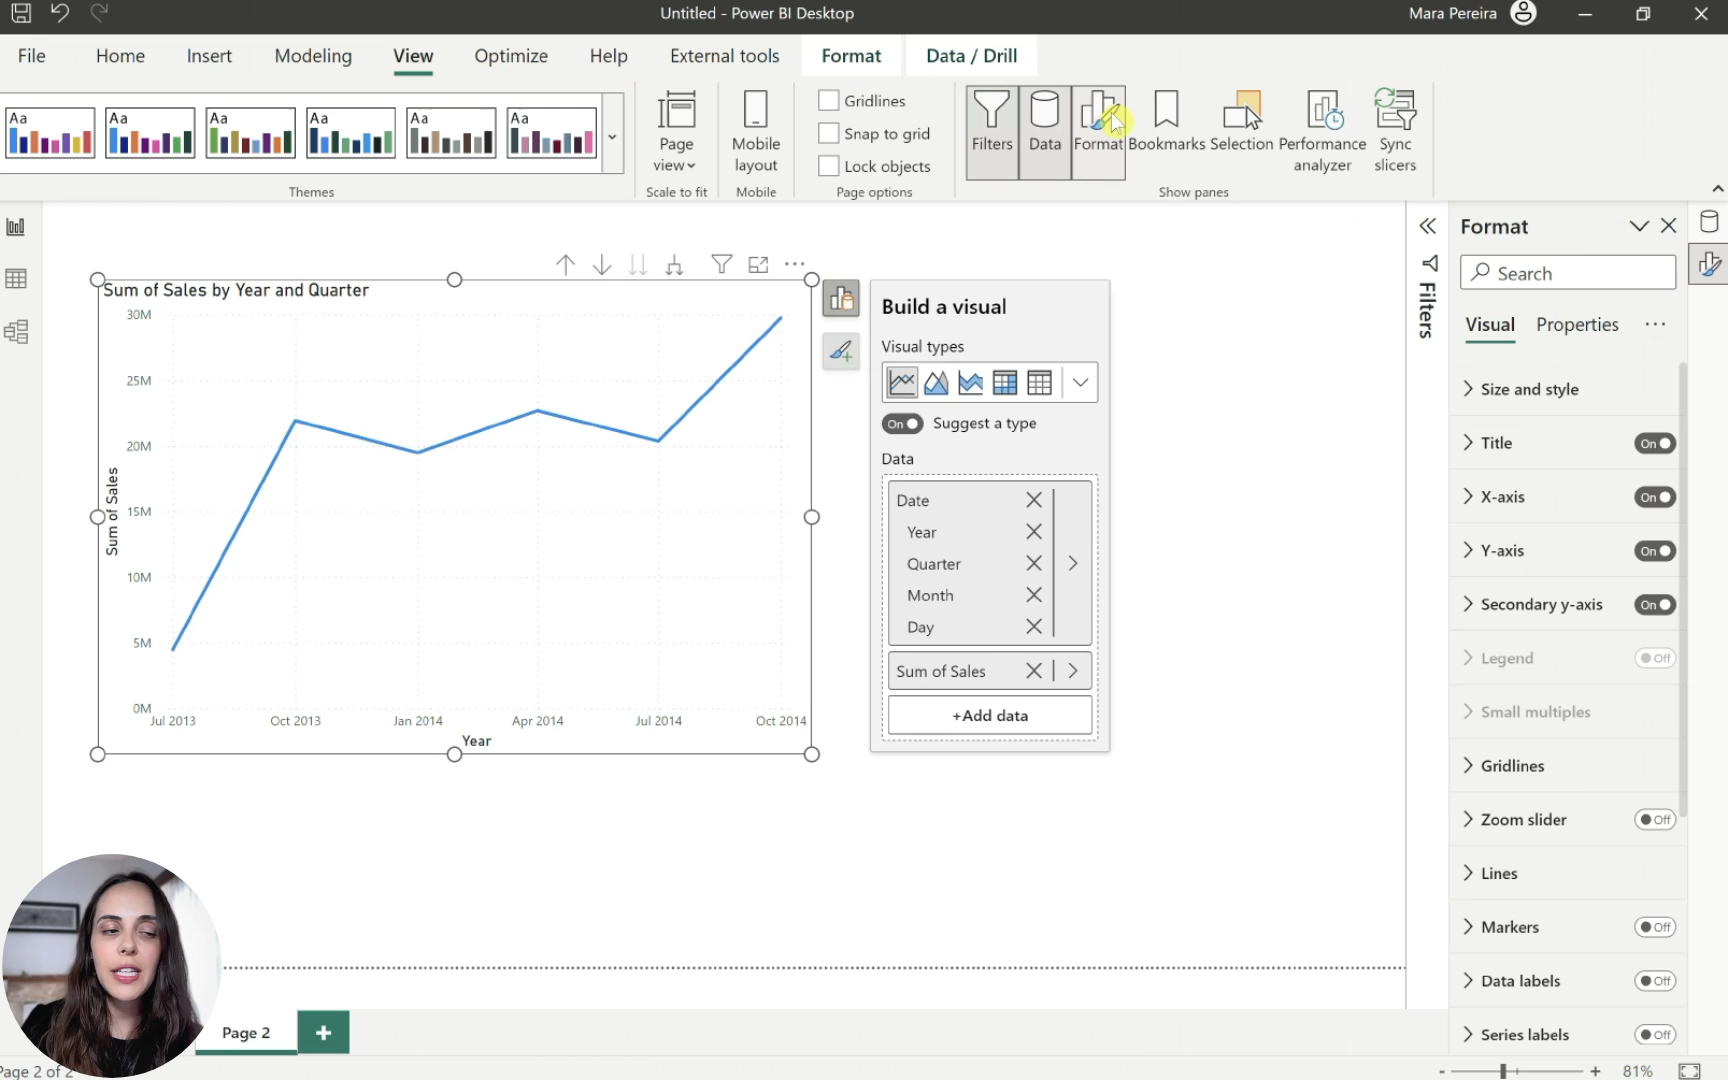 Untitled - Power BI Desktop
Mara Pereira
File
Home
Insert
Modeling
View
Optimize
Help
External tools
Format
Data / Drill
Aa
Aa
Aa
Aa
Aa
Aa
Themes
Page
view
Scale to fit
Mobile
layout
Mobile
Gridlines
Snap to grid
Lock objects
Page options
Filters
Data
Format
Bookmarks
Selection
Performance
analyzer
Sync
slicers
Show panes
Sum of Sales by Year and Quarter
30M
25M
20M
15M
10M
5M
0M
Sum of Sales
Jul 2013
Oct 2013
Jan 2014
Apr 2014
Jul 2014
Oct 2014
Year
Build a visual
Visual types
On
Suggest a type
Data
Date
Year
Quarter
Month
Day
Sum of Sales
+Add data
Filters
Format
Search
Visual
Properties
Size and style
Title
On
X-axis
On
Y-axis
On
Secondary y-axis
On
Legend
Off
Small multiples
Gridlines
Zoom slider
Off
Lines
Markers
Off
Data labels
Off
Series labels
Off
Page 2
Page 2 of 2
81%